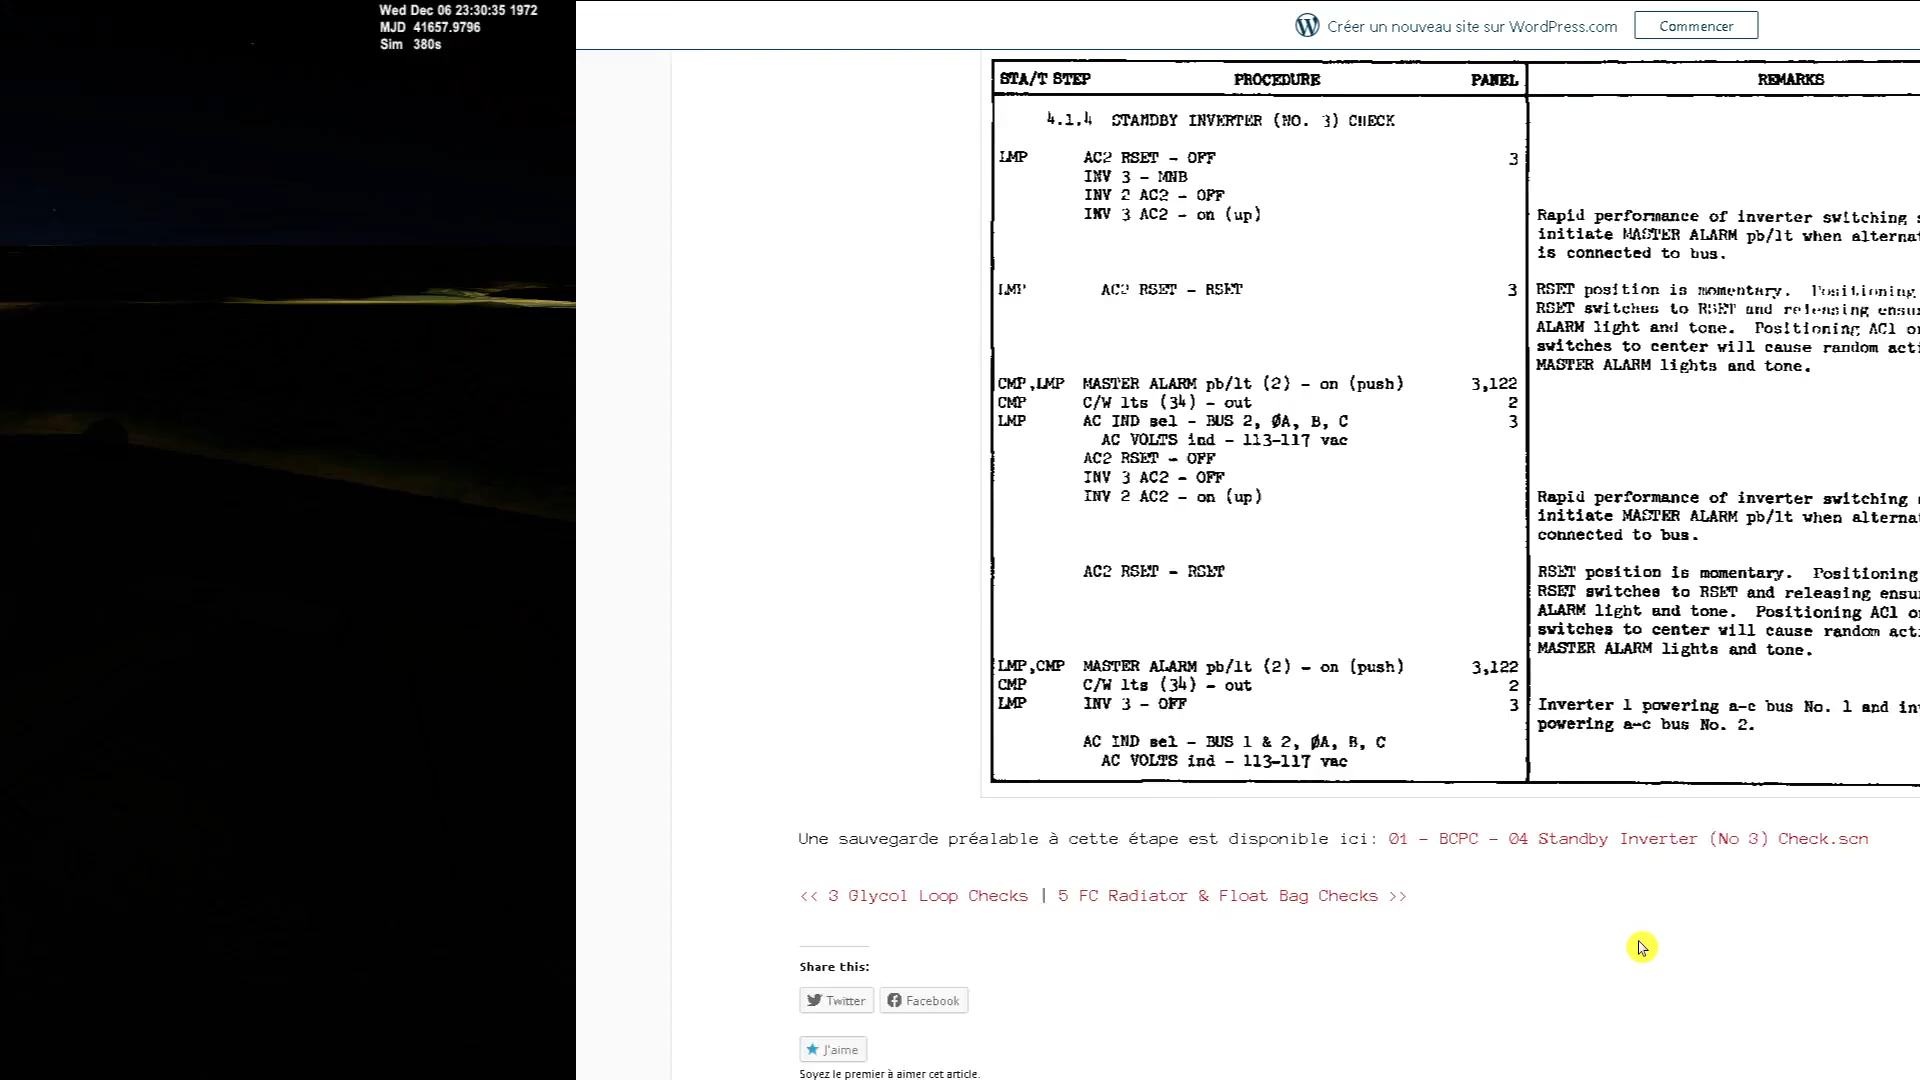 Wed Dec 06 23:30:35 1972
MJD 41657.9796
Sim 380s
Créer un nouveau site sur WordPress.com
Commencer
STA/T STEP PROCEDURE PANEL REMARKS
4.1.4 STANDBY INVERTER (NO. 3) CHECK
LMP AC2 RSET - OFF 3
INV 3 - MNB
INV 2 AC2 - OFF
INV 3 AC2 - on (up)
Rapid performance of inverter switching
initiate MASTER ALARM pb/lt when
is connected to bus.
LMP AC2 RSET - RSET 3
RSET position is momentary. Positioning
RSET switches to RSET and releasing
ALARM light and tone. Positioning AC1
switches to center will cause random
MASTER ALARM lights and tone.
CMP,LMP MASTER ALARM pb/lt (2) - on (push) 3,122
CMP C/W lts (34) - out 2
LMP AC IND sel - BUS 2, ØA, B, C 3
AC VOLTS ind - 113-117 vac
AC2 RSET - OFF
INV 3 AC2 - OFF
INV 2 AC2 - on (up)
Rapid performance of inverter switching
initiate MASTER ALARM pb/lt when
connected to bus.
AC2 RSET - RSET
RSET position is momentary. Positioning
RSET switches to RSET and releasing
ALARM light and tone. Positioning AC1
switches to center will cause random
MASTER ALARM lights and tone.
LMP,CMP MASTER ALARM pb/lt (2) - on (push) 3,122
CMP C/W lts (34) - out 2
LMP INV 3 - OFF 3
Inverter 1 powering a-c bus No. 1 and
powering a-c bus No. 2.
AC IND sel - BUS 1 & 2, ØA, B, C
AC VOLTS ind - 113-117 vac
Une sauvegarde préalable à cette étape est disponible ici: 01 - BCPC - 04 Standby Inverter (No 3) Check.scn
<< 3 Glycol Loop Checks | 5 FC Radiator & Float Bag Checks >>
Share this:
Twitter
Facebook
J'aime
Soyez le premier à aimer cet article.